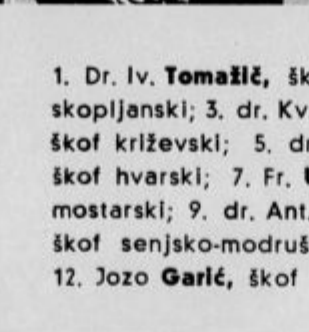 1. Dr. Iv. Tomažič, šk
skopljanski; 3. dr. Kv
škof križevski; 5. d
škof hvarski; 7. Fr.
mostarski; 9. dr. Ant.
škof senjsko-modruš
12. Jozo Garić, škof